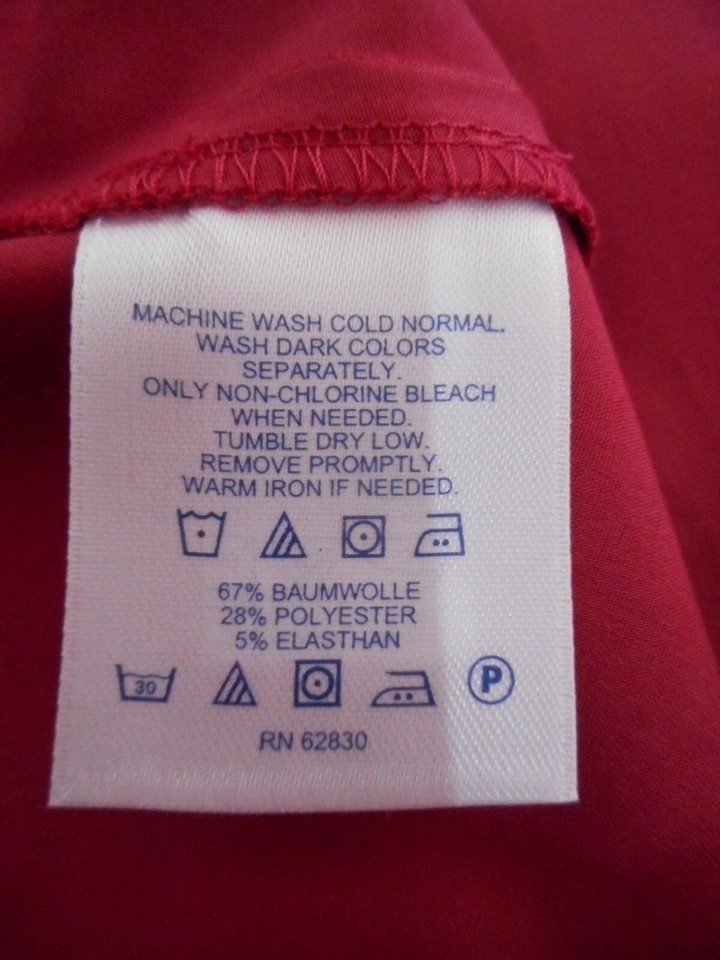 MACHINE WASH COLD NORMAL.
WASH DARK COLORS
SEPARATELY.
ONLY NON-CHLORINE BLEACH
WHEN NEEDED.
TUMBLE DRY LOW.
REMOVE PROMPTLY.
WARM IRON IF NEEDED.
67% BAUMWOLLE
28% POLYESTER
5% ELASTHAN
30 P
RN 62830